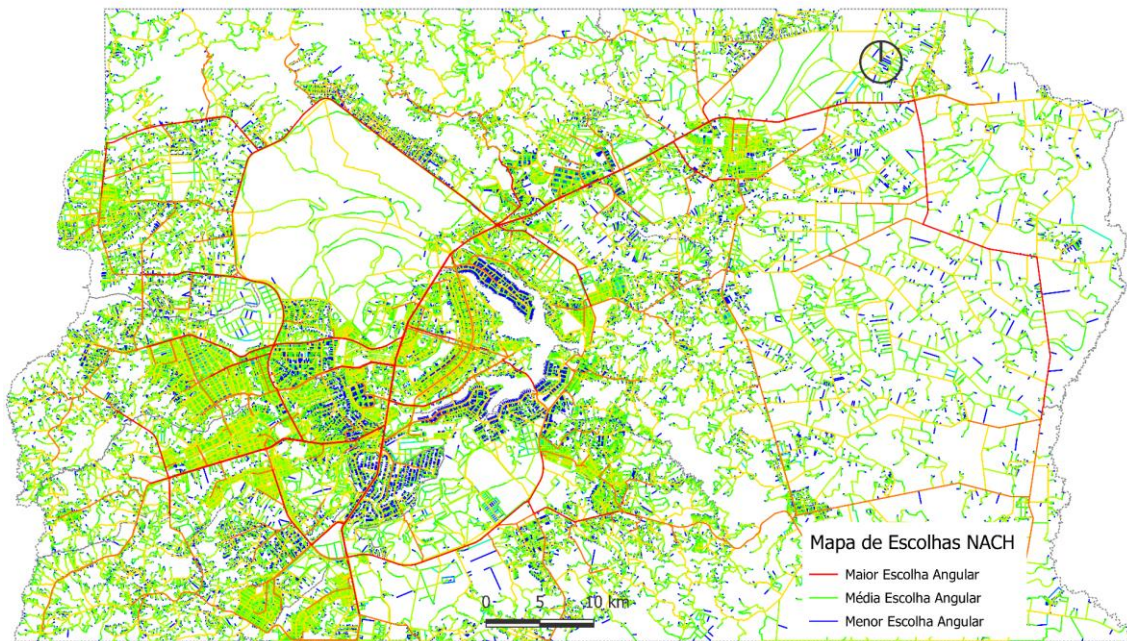 Mapa de Escolhas NACH
Maior Escolha Angular
Média Escolha Angular
Menor Escolha Angular
0 5 10 km